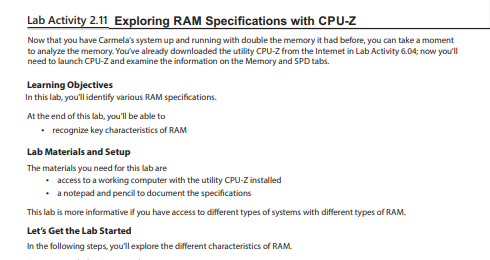 Lab Activity 2.11 Exploring RAM Specifications with CPU-Z
Now that you have Carmela's system up and running with double the memory it had before, you can take a moment
to analyze the memory. You've already downloaded the utility CPU-Z from the Internet in Lab Activity 6.04; now you'll
need to launch CPU-Z and examine the information on the Memory and SPD tabs.
Learning Objectives
In this lab, you'll identify various RAM specifications.
At the end of this lab, you'll be able to
• recognize key characteristics of RAM
Lab Materials and Setup
The materials you need for this lab are
• access to a working computer with the utility CPU-Z installed
• a notepad and pencil to document the specifications
This lab is more informative if you have access to different types of systems with different types of RAM.
Let's Get the Lab Started
In the following steps, you'll explore the different characteristics of RAM.